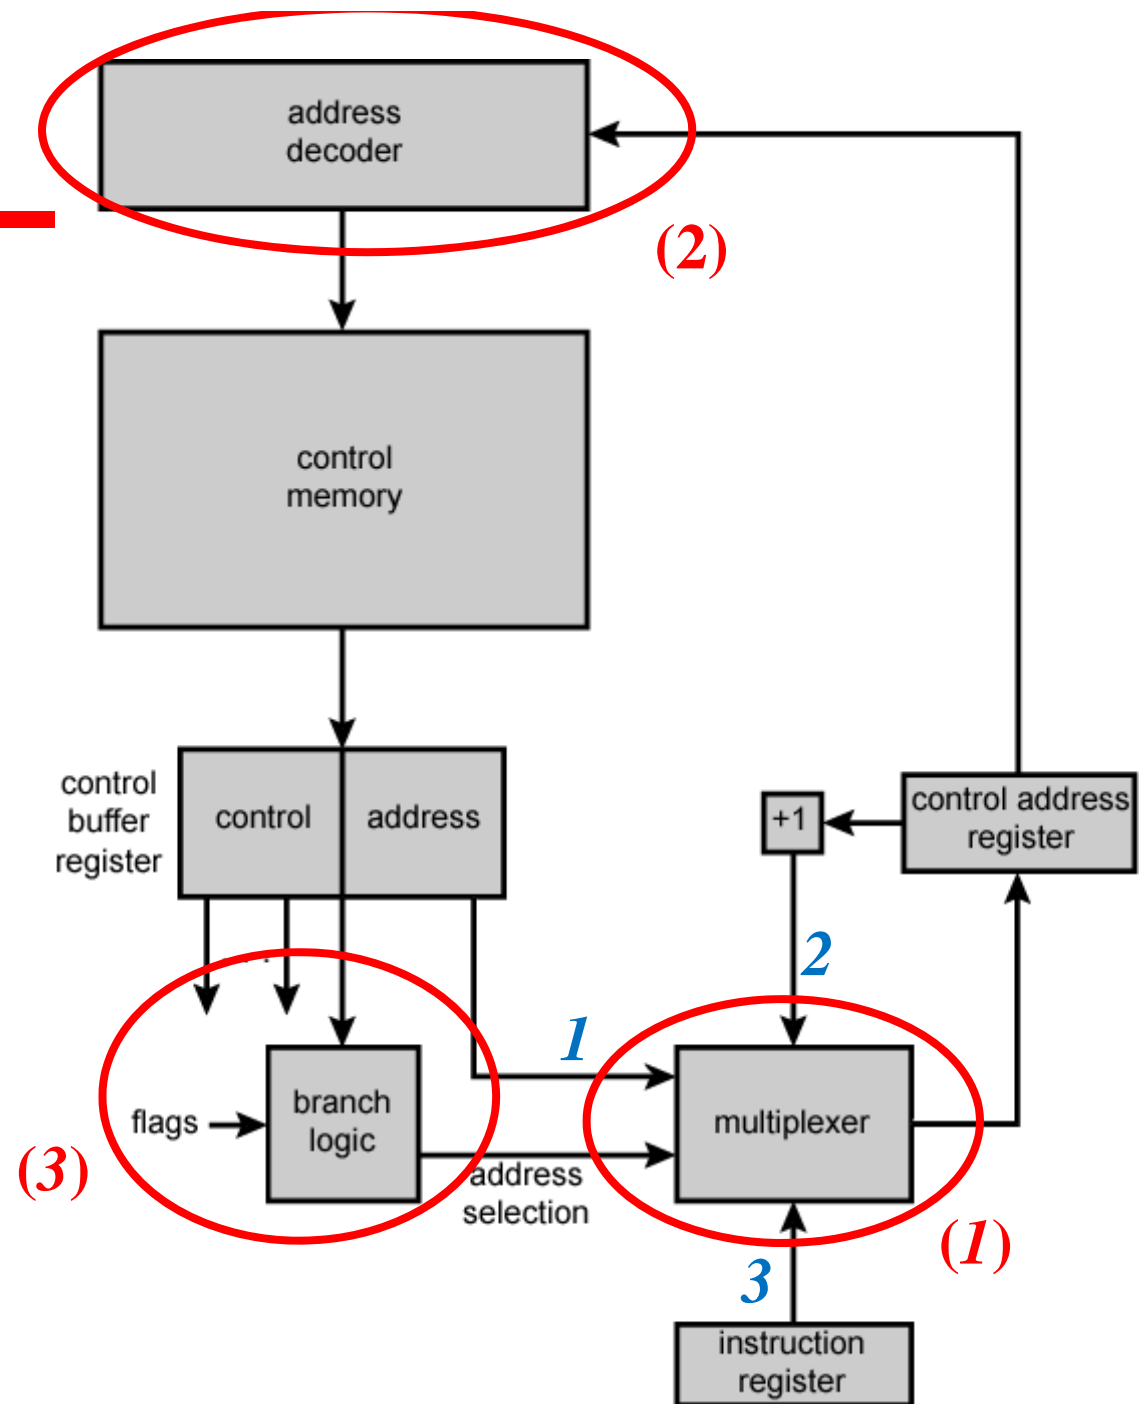 address
decoder
(2)
control
memory
control
buffer
register
control
address
+1
control address
register
2
1
flags
branch
logic
multiplexer
(3)
address
selection
(1)
3
instruction
register